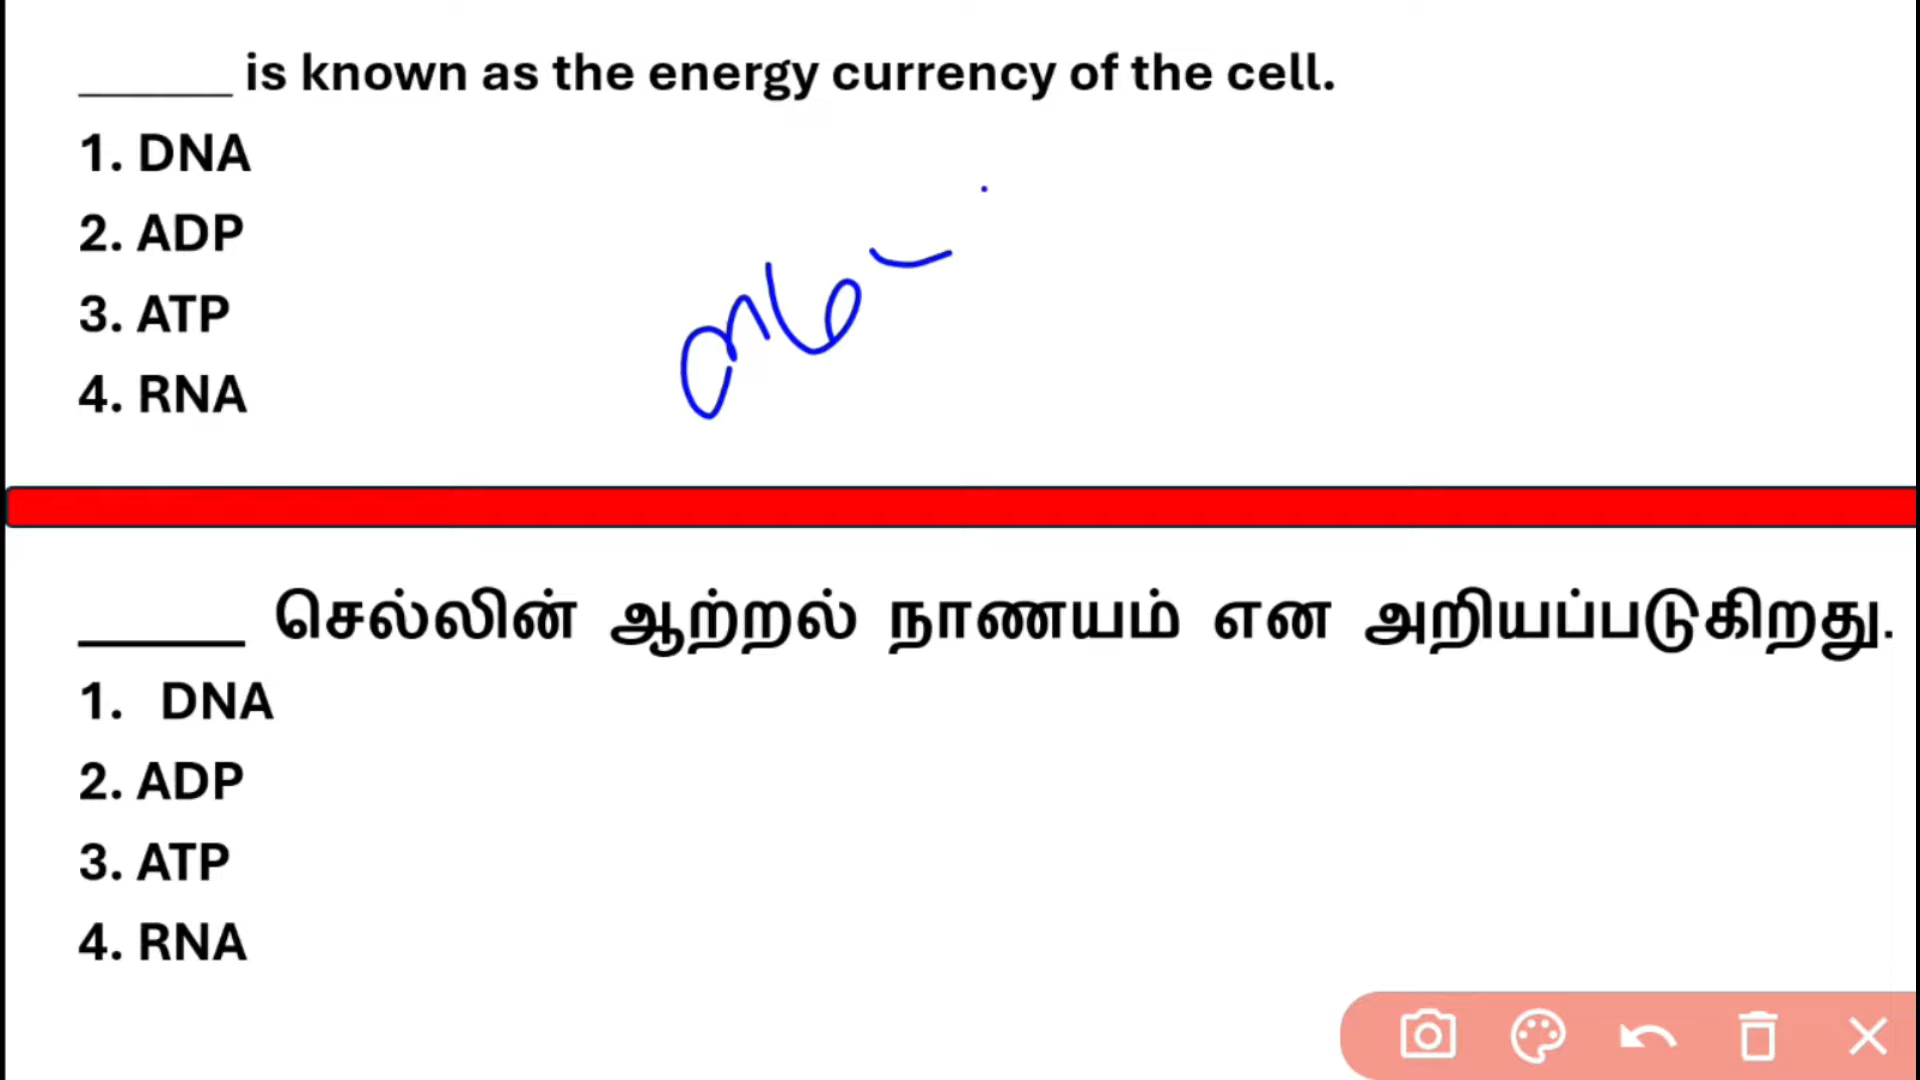 ______ is known as the energy currency of the cell.
1. DNA
2. ADP
3. ATP
4. RNA
_____ செல்லின் ஆற்றல் நாணயம் என அறியப்படுகிறது.
1. DNA
2. ADP
3. ATP
4. RNA